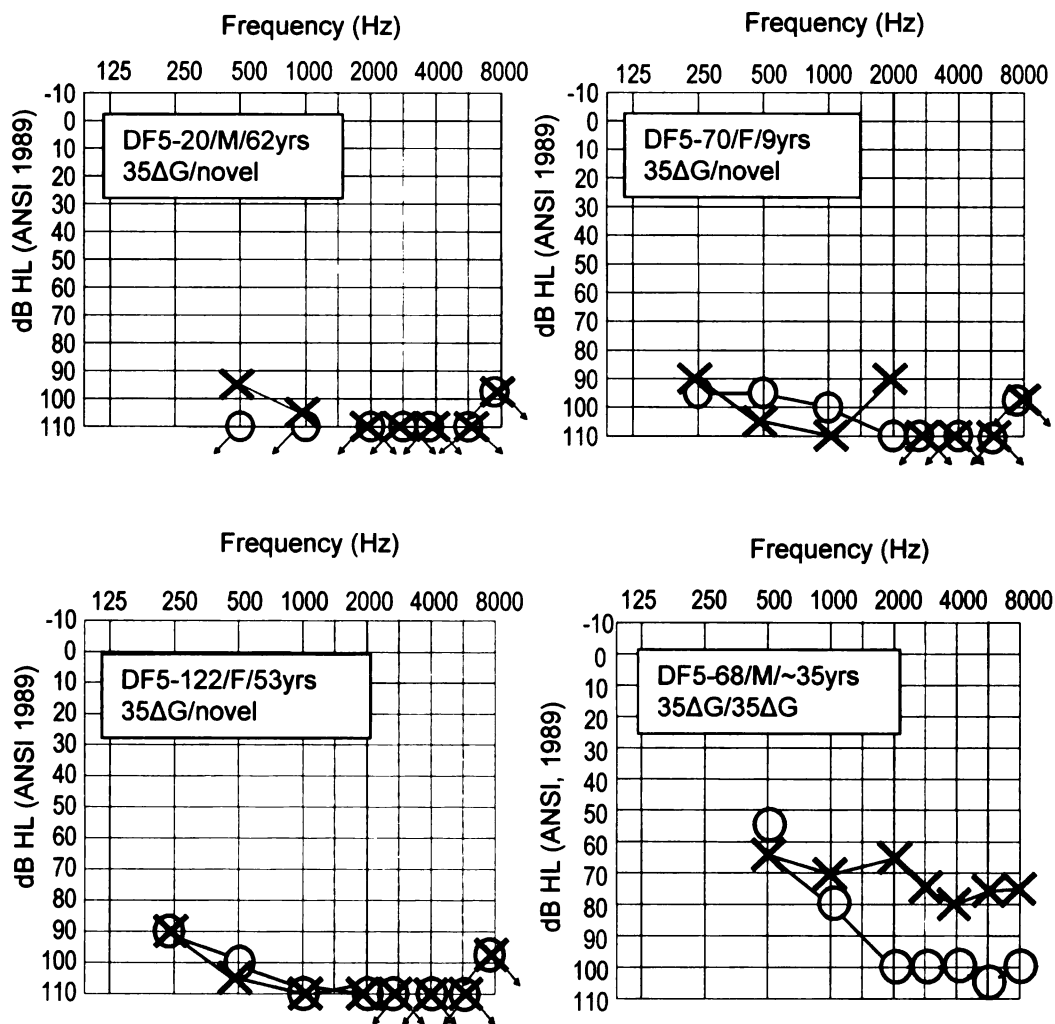 Frequency (Hz)
125 250 500 1000 2000 4000 8000
dB HL (ANSI 1989)
-10
0
10
20
30
40
50
60
70
80
90
100
110
DF5-20/M/62yrs
35ΔG/novel
Frequency (Hz)
125 250 500 1000 2000 4000 8000
dB HL (ANSI 1989)
-10
0
10
20
30
40
50
60
70
80
90
100
110
DF5-70/F/9yrs
35ΔG/novel
Frequency (Hz)
125 250 500 1000 2000 4000 8000
dB HL (ANSI 1989)
-10
0
10
20
30
40
50
60
70
80
90
100
110
DF5-122/F/53yrs
35ΔG/novel
Frequency (Hz)
125 250 500 1000 2000 4000 8000
dB HL (ANSI, 1989)
-10
0
10
20
30
40
50
60
70
80
90
100
110
DF5-68/M/~35yrs
35ΔG/35ΔG